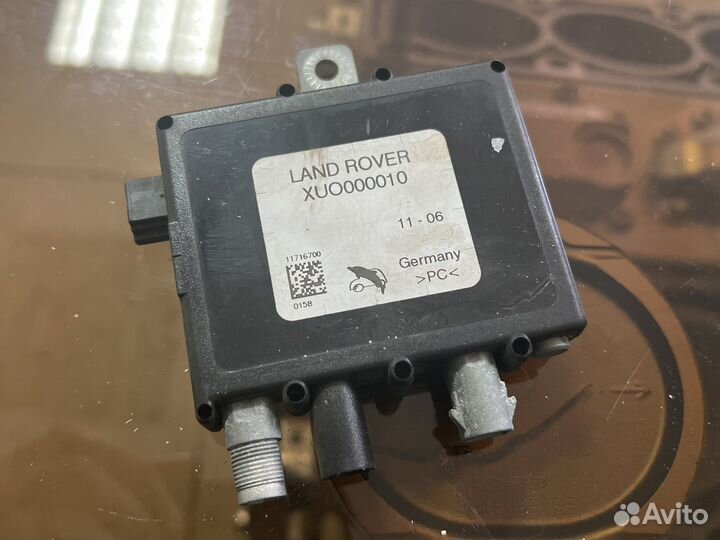 LAND ROVER
XUO000010
11 - 06
11716700
Germany
>PC<
0158
Avito